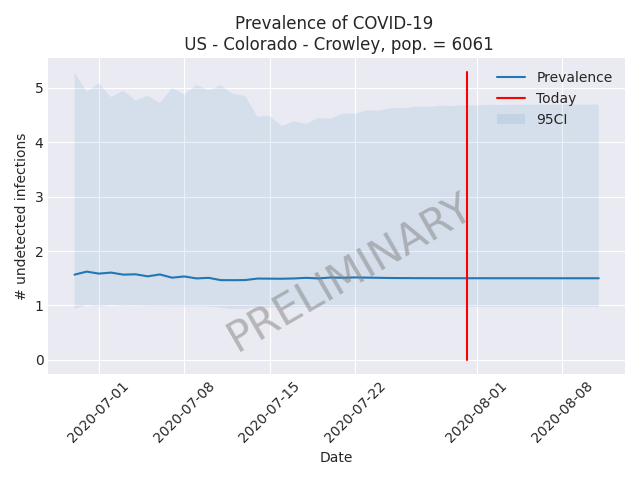 Prevalence of COVID-19
US - Colorado - Crowley, pop. = 6061
Prevalence
Today
95CI
PRELIMINARY
# undetected infections
5
4
3
2
1
0
2020-07-01
2020-07-08
2020-07-15
2020-07-22
2020-08-01
2020-08-08
Date